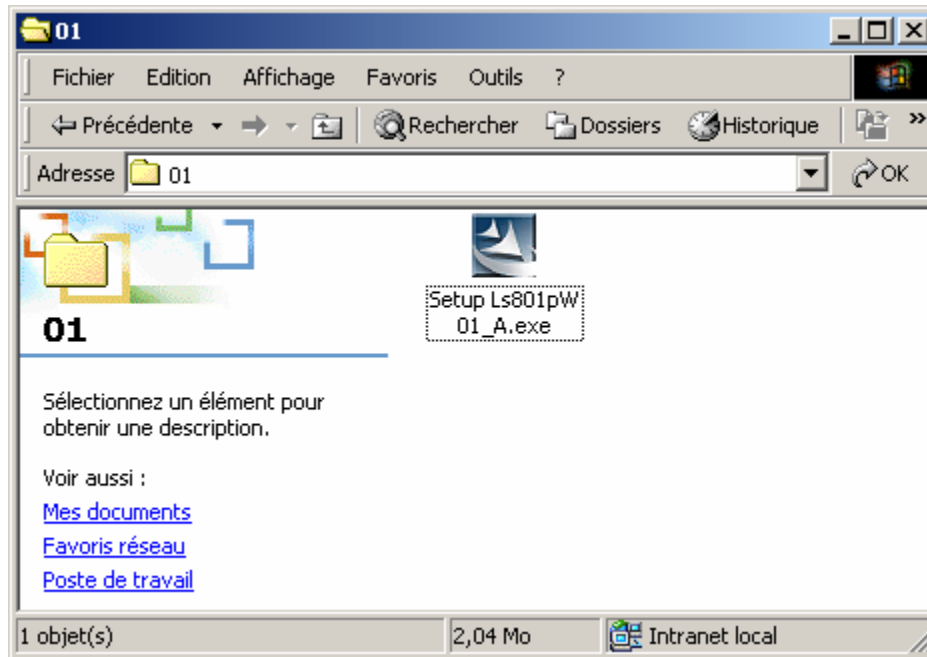 01
Fichier Edition Affichage Favoris Outils ?
Précédente Rechercher Dossiers Historique »
Adresse 01 OK
Setup Ls801pW
01_A.exe
01
Sélectionnez un élément pour
obtenir une description.
Voir aussi :
Mes documents
Favoris réseau
Poste de travail
1 objet(s) 2,04 Mo Intranet local